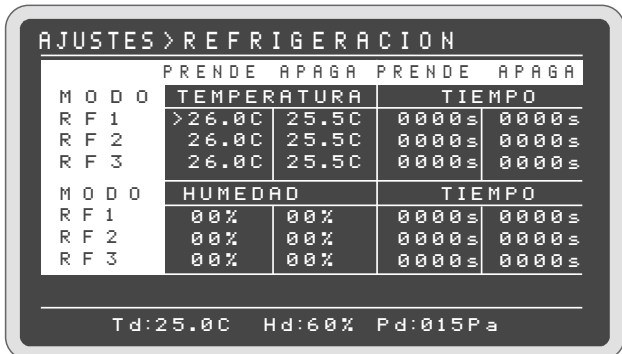 AJUSTES>REFRIGERACION
PRENDE APAGA PRENDE APAGA
MODO TEMPERATURA TIEMPO
RF1 >26.0C 25.5C 0000s 0000s
RF2 26.0C 25.5C 0000s 0000s
RF3 26.0C 25.5C 0000s 0000s
MODO HUMEDAD TIEMPO
RF1 00% 00% 0000s 0000s
RF2 00% 00% 0000s 0000s
RF3 00% 00% 0000s 0000s
Td:25.0C Hd:60% Pd:015Pa